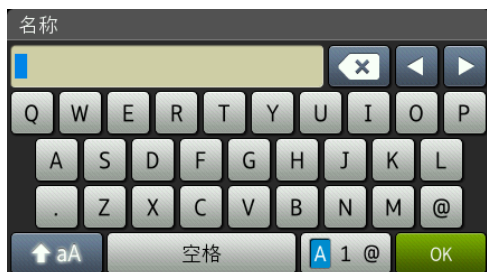 名称
Q W E R T Y U I O P
A S D F G H J K L
. Z X C V B N M @
aA 空格 A 1 @ OK